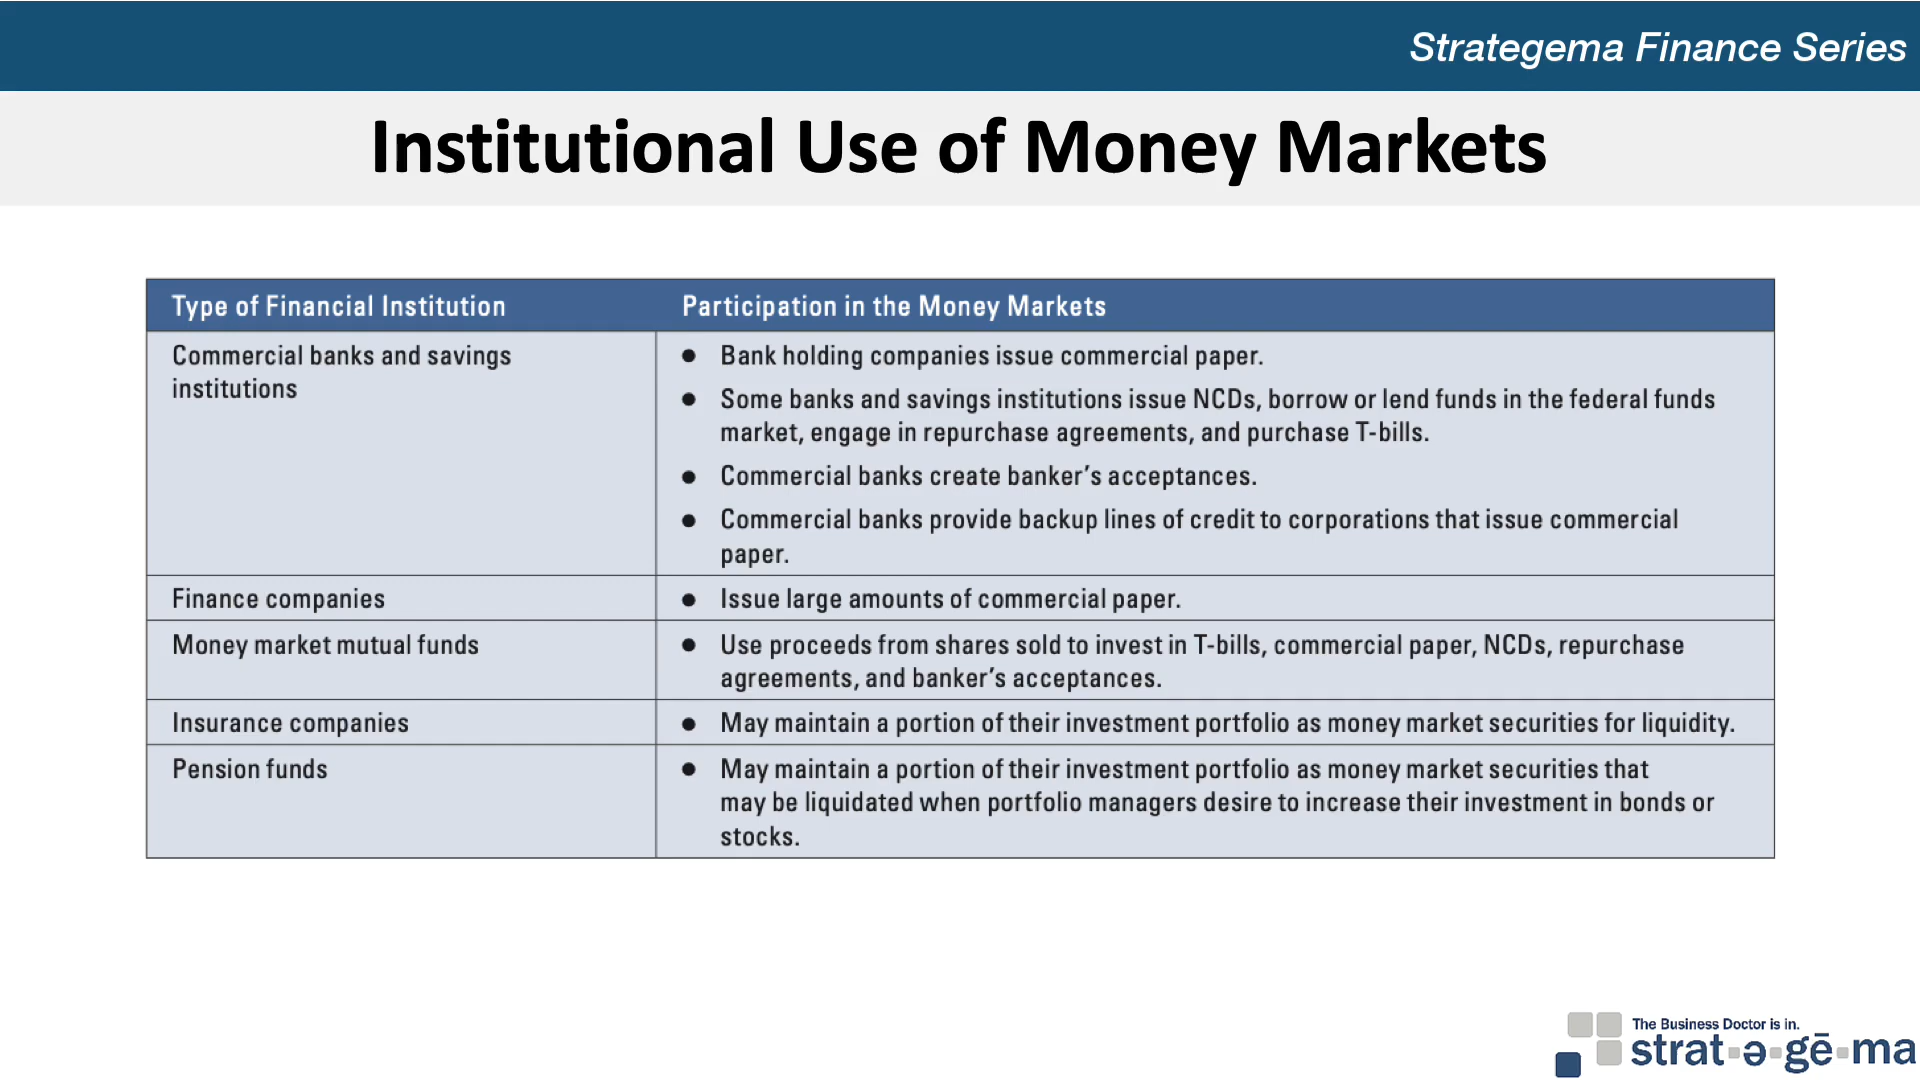 Strategema Finance Series
Institutional Use of Money Markets
Type of Financial Institution
Participation in the Money Markets
Commercial banks and savings
institutions
● Bank holding companies issue commercial paper.
● Some banks and savings institutions issue NCDs, borrow or lend funds in the federal funds
market, engage in repurchase agreements, and purchase T-bills.
● Commercial banks create banker’s acceptances.
● Commercial banks provide backup lines of credit to corporations that issue commercial
paper.
Finance companies
● Issue large amounts of commercial paper.
Money market mutual funds
● Use proceeds from shares sold to invest in T-bills, commercial paper, NCDs, repurchase
agreements, and banker’s acceptances.
Insurance companies
● May maintain a portion of their investment portfolio as money market securities for liquidity.
Pension funds
● May maintain a portion of their investment portfolio as money market securities that
may be liquidated when portfolio managers desire to increase their investment in bonds or
stocks.
The Business Doctor is in.
strat▪ə▪gē▪ma